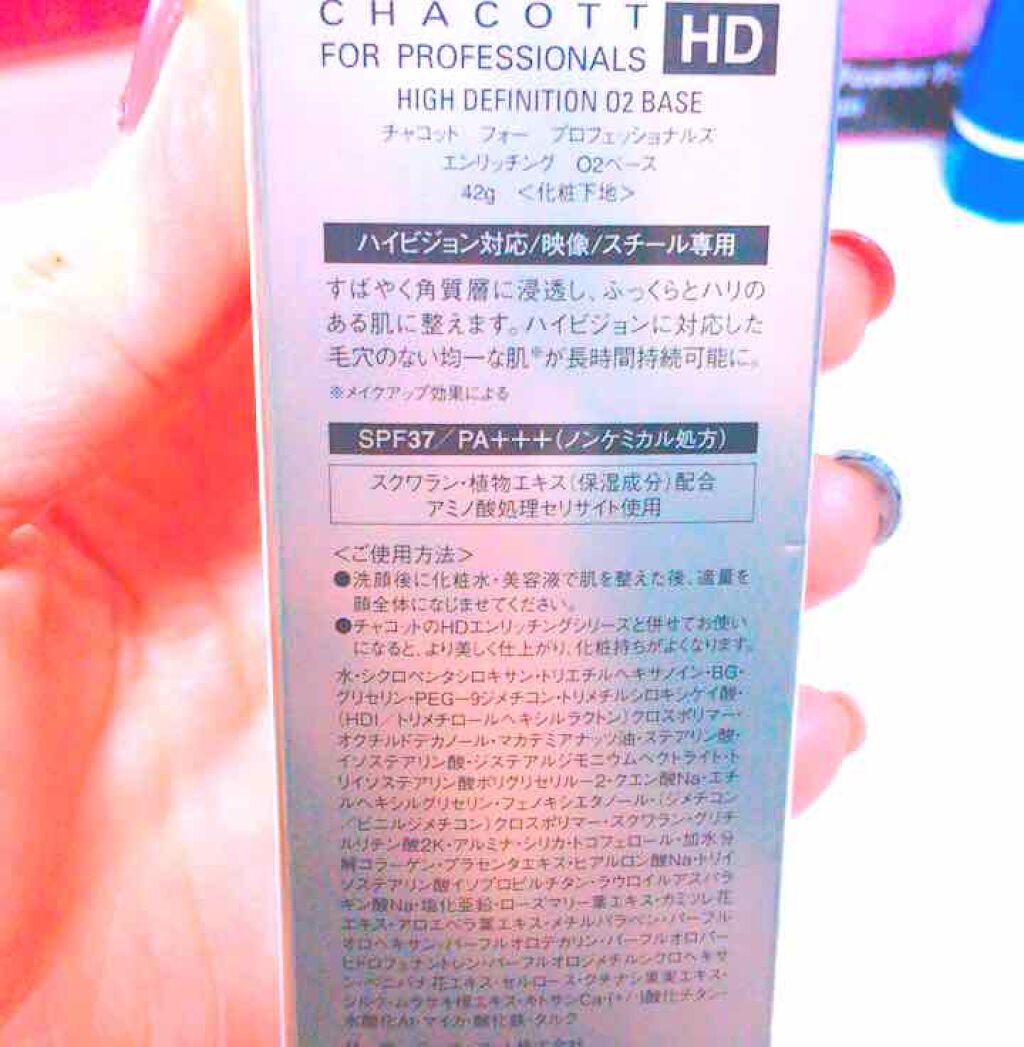 CHACOTT
FOR PROFESSIONALS HD
HIGH DEFINITION O2 BASE
チャコット フォー プロフェッショナルズ
エンリッチング O2ベース
42g <化粧下地>
ハイビジョン対応/映像/スチール専用
すばやく角質層に浸透し、ふっくらとハリの
ある肌に整えます。ハイビジョンに対応した
毛穴のない均一な肌※が長時間持続可能に。
※メイクアップ効果による
SPF37/PA+++(ノンケミカル処方)
スクワラン・植物エキス(保湿成分)配合
アミノ酸処理セリサイト使用
<ご使用方法>
●洗顔後に化粧水・美容液で肌を整えた後、適量を
顔全体になじませてください。
●チャコットのHDエンリッチングシリーズと併せてお使い
になると、より美しく仕上がり、化粧持ちがよくなります。
水・シクロペンタシロキサン・トリエチルヘキサノイン・BG・
グリセリン・PEG-9ジメチコン・トリメチルシロキシケイ酸・
(HDI/トリメチロールヘキシルラクトン)クロスポリマー・
オクチルドデカノール・マカデミアナッツ油・ステアリン酸・
イソステアリン酸・ジステアルジモニウムヘクトライト・ト
リイソステアリン酸ポリグリセリル-2・クエン酸Na・エチ
ルヘキシルグリセリン・フェノキシエタノール・(ジメチコン
/ビニルジメチコン)クロスポリマー・スクワラン・グリチ
ルリチン酸2K・アルミナ・シリカ・トコフェロール・加水分
解コラーゲン・プラセンタエキス・ヒアルロン酸Na・トリイ
ソステアリン酸イソプロピルチタン・ラウロイルアスパラ
ギン酸Na・塩化亜鉛・ローズマリー葉エキス・カミツレ花
エキス・アロエベラ葉エキス・メチルパラベン・パーフル
オロヘキサン・パーフルオロデカリン・パーフルオロパー
ヒドロフェナントレン・パーフルオロジメチルシクロヘキサ
ン・ベニバナ花エキス・セルロース・クチナシ果実エキス・
シルク・ムラサキ根エキス・キトサンCa・(+/-)酸化チタン・
水酸化Al・マイカ・酸化鉄・タルク